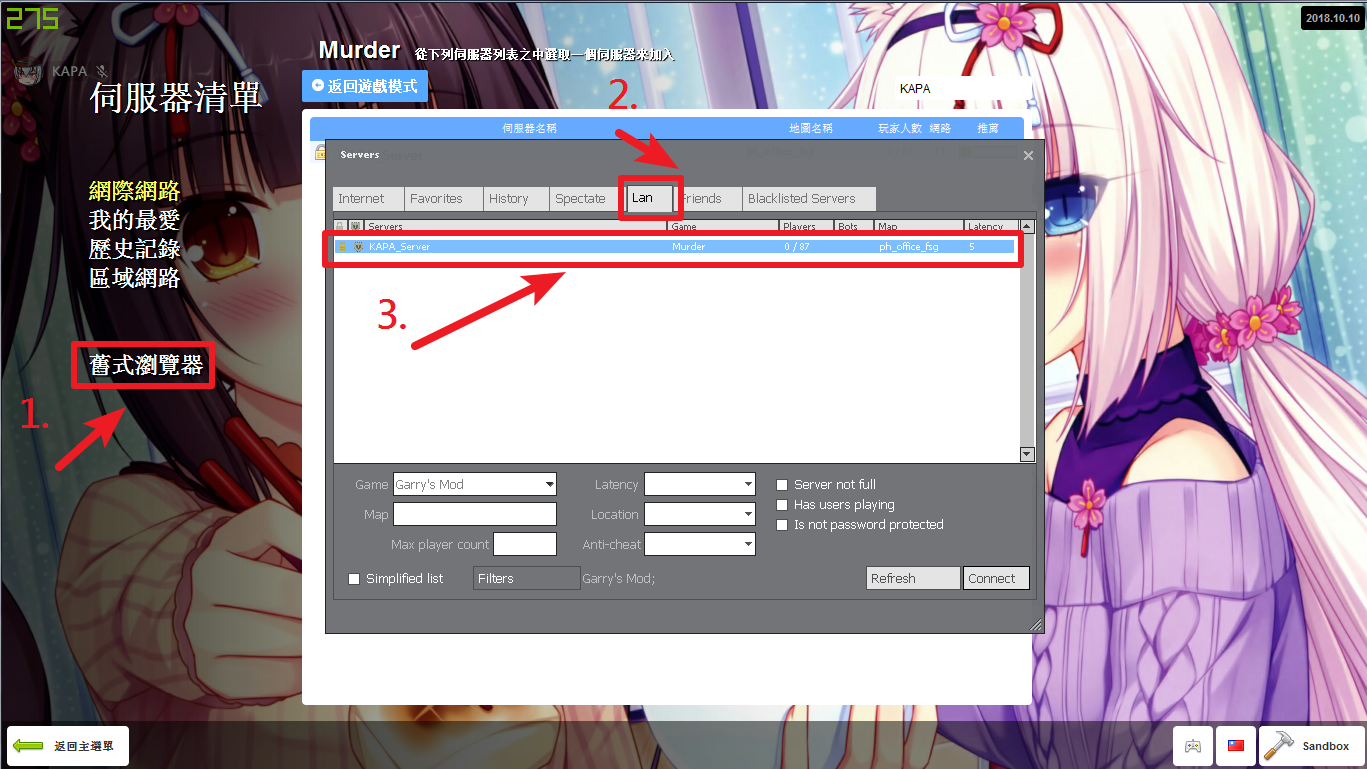 275
2018.10.10
KAPA
伺服器清單
Murder 從下列伺服器列表之中選取一個伺服器來加入
返回遊戲模式
KAPA
2.
伺服器名稱 地圖名稱 玩家人數 網路 推薦
Servers
Internet Favorites History Spectate Lan Friends Blacklisted Servers
Servers Game Players Bots Map Latency
KAPA_Server Murder 0 / 87 ph_office_fsg 5
3.
網際網路
我的最愛
歷史記錄
區域網路
舊式瀏覽器
1.
Game Garry's Mod Latency Server not full
Map Location Has users playing
Is not password protected
Max player count Anti-cheat
Simplified list Filters Garry's Mod; Refresh Connect
返回主選單
Sandbox